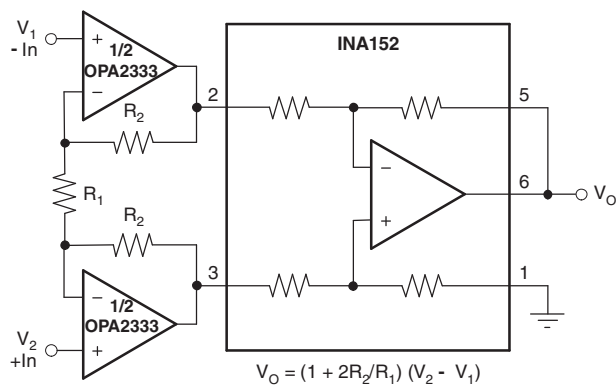 V1
- In
+
1/2
OPA2333
−
R2
R1
R2
−
1/2
OPA2333
+
V2
+In
INA152
2
5
−
+
6
VO
3
1
VO = (1 + 2R2/R1) (V2 - V1)